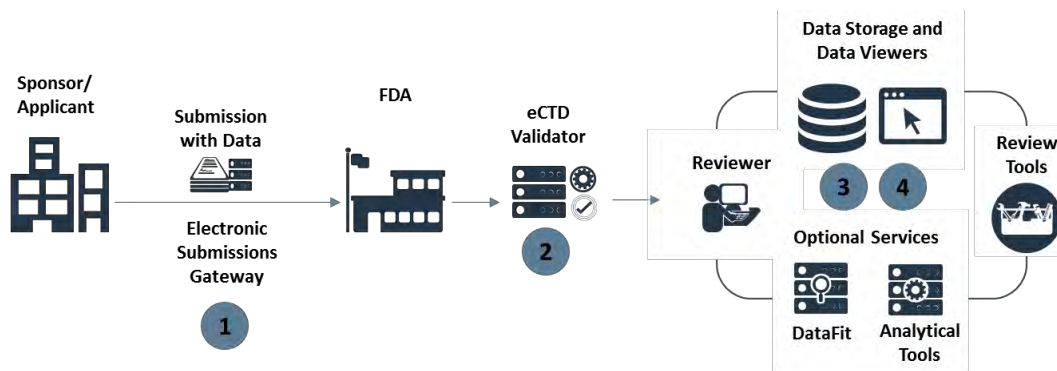 Sponsor/
Applicant
Submission
with Data
Electronic
Submissions
Gateway
1
FDA
eCTD
Validator
2
Reviewer
Data Storage and
Data Viewers
3
4
Optional Services
DataFit
Analytical
Tools
Review
Tools